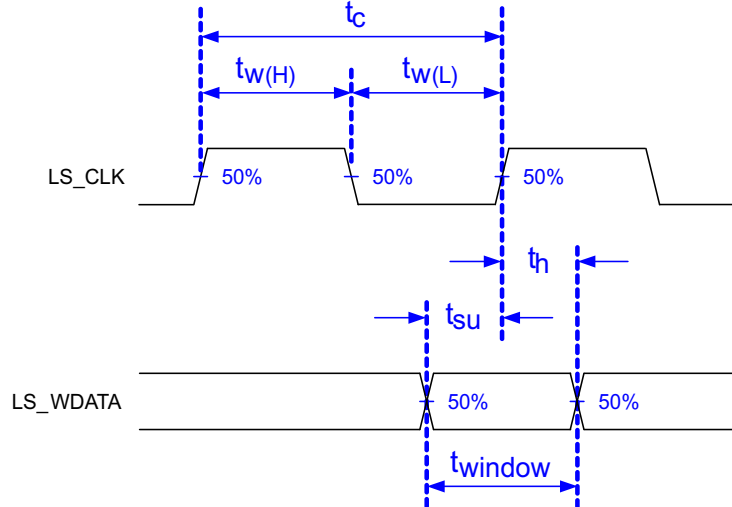 tc
tw(H) tw(L)
LS_CLK 50% 50% 50%
th
tsu
LS_WDATA 50% 50%
twindow